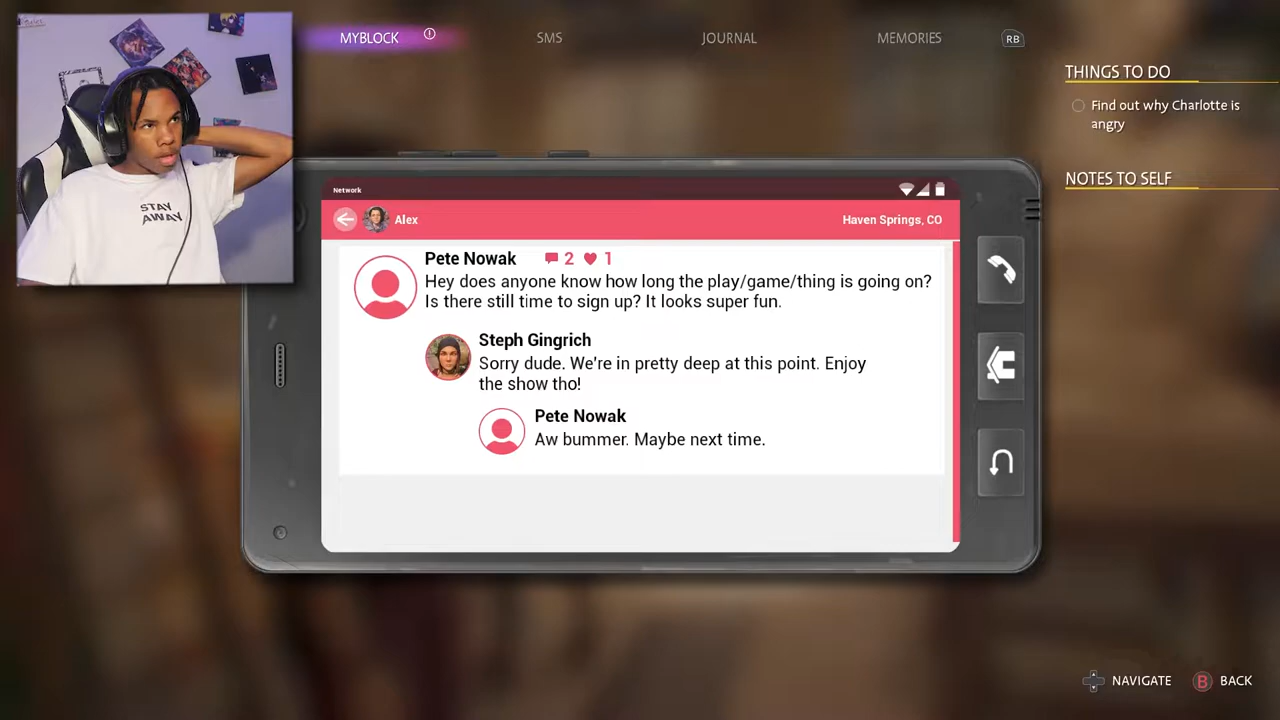 MYBLOCK
SMS
JOURNAL
MEMORIES
RB
THINGS TO DO
Find out why Charlotte is
angry
NOTES TO SELF
STAY
AWAY
Network
Alex
Haven Springs, CO
Pete Nowak 2 1
Hey does anyone know how long the play/game/thing is going on?
Is there still time to sign up? It looks super fun.
Steph Gingrich
Sorry dude. We're in pretty deep at this point. Enjoy
the show tho!
Pete Nowak
Aw bummer. Maybe next time.
NAVIGATE
B BACK